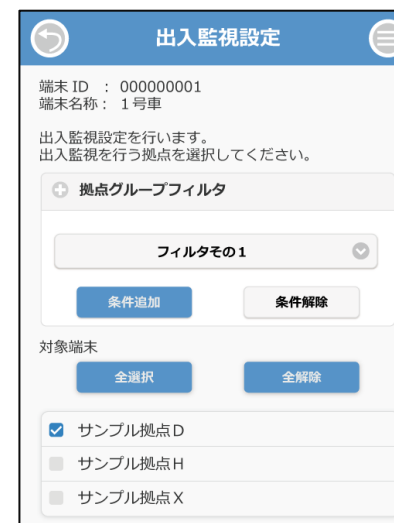 出入監視設定
端末 ID ： 000000001
端末名称： 1号車
出入監視設定を行います。
出入監視を行う拠点を選択してください。
拠点グループフィルタ
フィルタその1
条件追加 条件解除
対象端末
全選択 全解除
サンプル拠点D
サンプル拠点H
サンプル拠点X